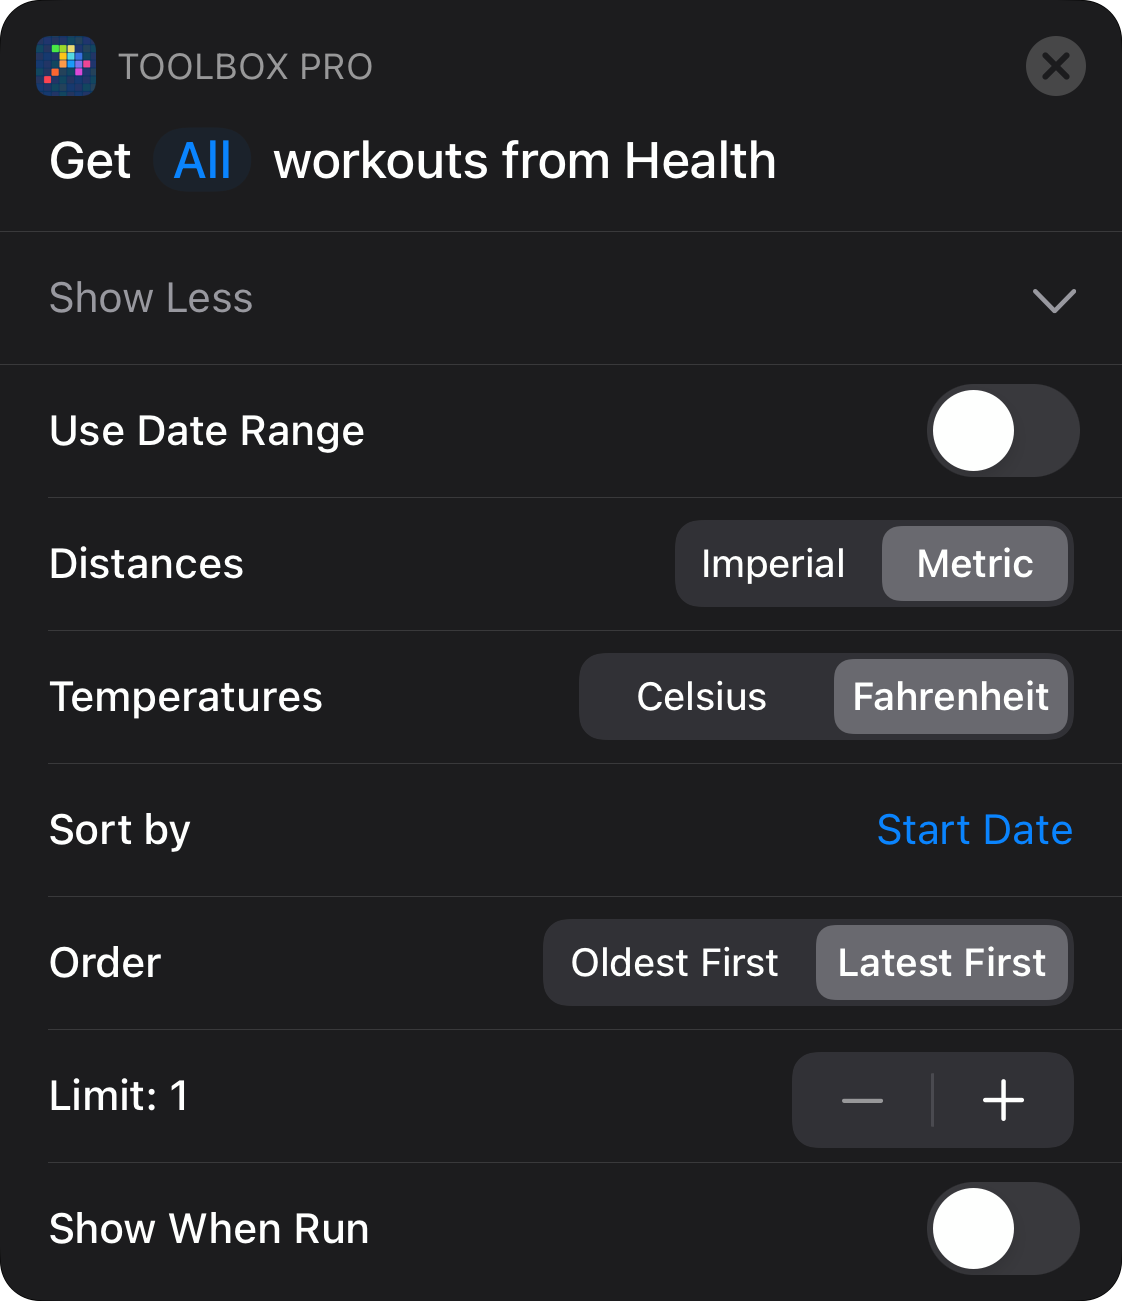 TOOLBOX PRO
Get All workouts from Health
Show Less
Use Date Range
Distances Imperial Metric
Temperatures Celsius Fahrenheit
Sort by Start Date
Order Oldest First Latest First
Limit: 1
Show When Run